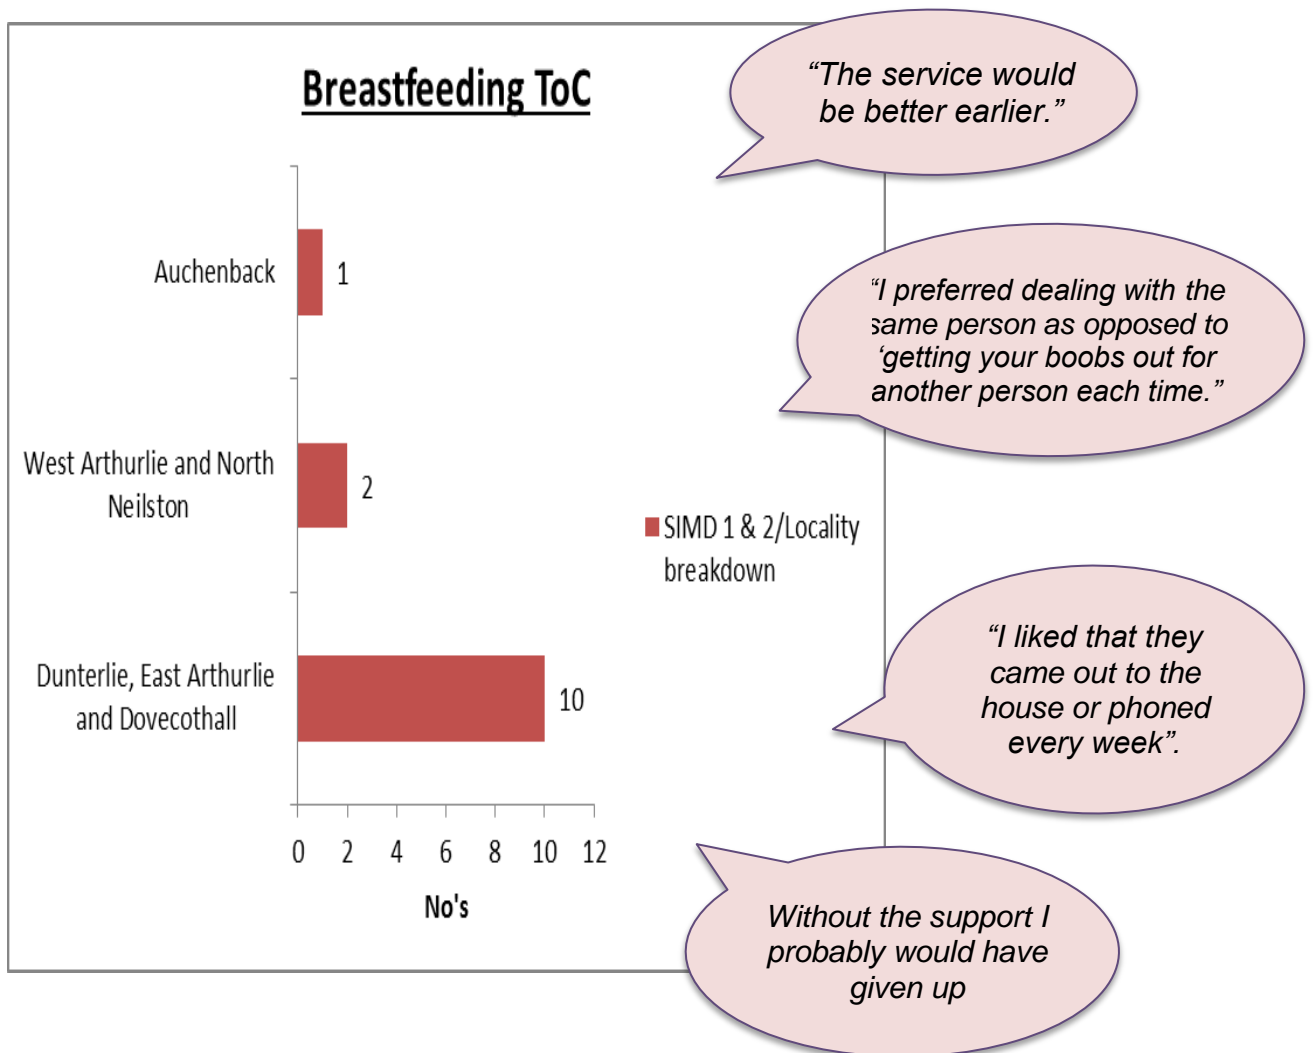 Breastfeeding ToC
Auchenback
1
West Arthurlie and North
Neilston
2
Dunterlie, East Arthurlie
and Dovecothall
10
0 2 4 6 8 10 12
No's
SIMD 1 & 2/Locality
breakdown
“The service would
be better earlier.”
“I preferred dealing with the
same person as opposed to
‘getting your boobs out for
another person each time.”
“I liked that they
came out to the
house or phoned
every week”.
Without the support I
probably would have
given up